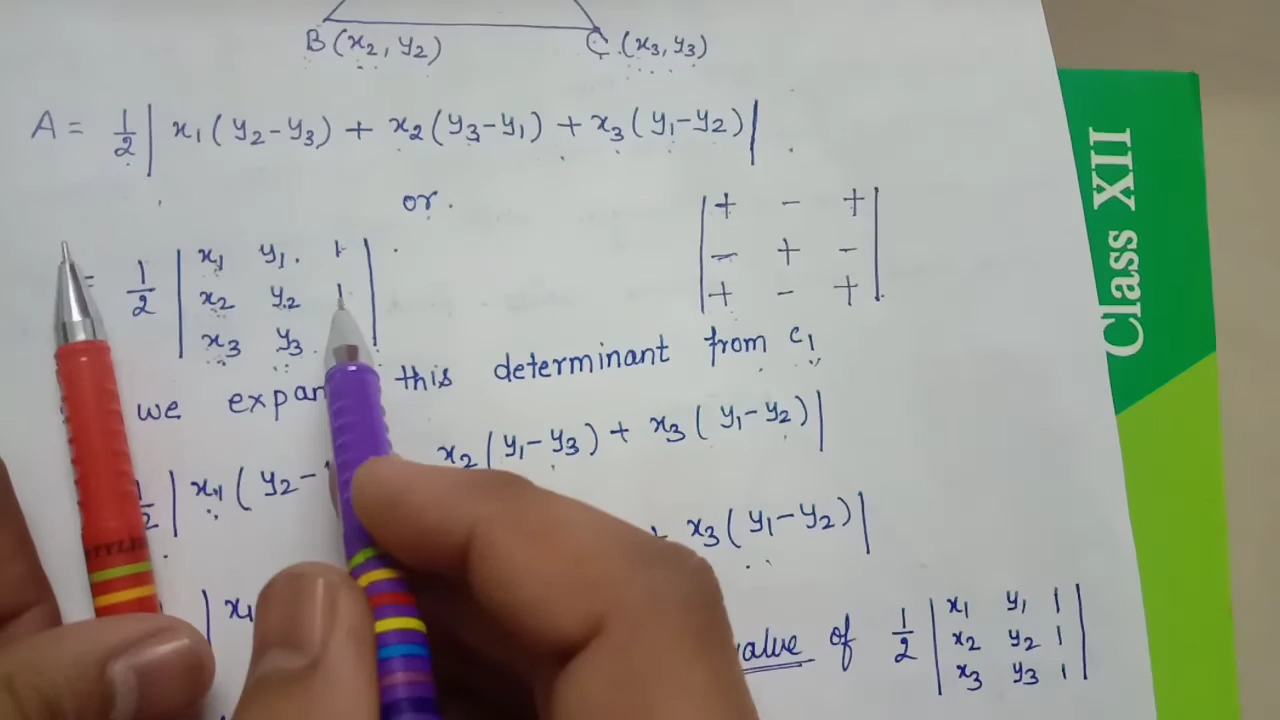 B(x₂, y₂) C(x₃, y₃)
A = 1/2 | x₁(y₂-y₃) + x₂(y₃-y₁) + x₃(y₁-y₂) |
or
= 1/2 | x₁ y₁ 1 | | + - + |
| x₂ y₂ 1 | | - + - |
| x₃ y₃ | | + - + |
we this determinant from c₁
1/2 | x₁(y₂- x₂(y₁-y₃) + x₃(y₁-y₂) |
+ x₃(y₁-y₂) |
| x₁
value of 1/2 | x₁ y₁ 1 |
| x₂ y₂ 1 |
| x₃ y₃ 1 |
Class XII